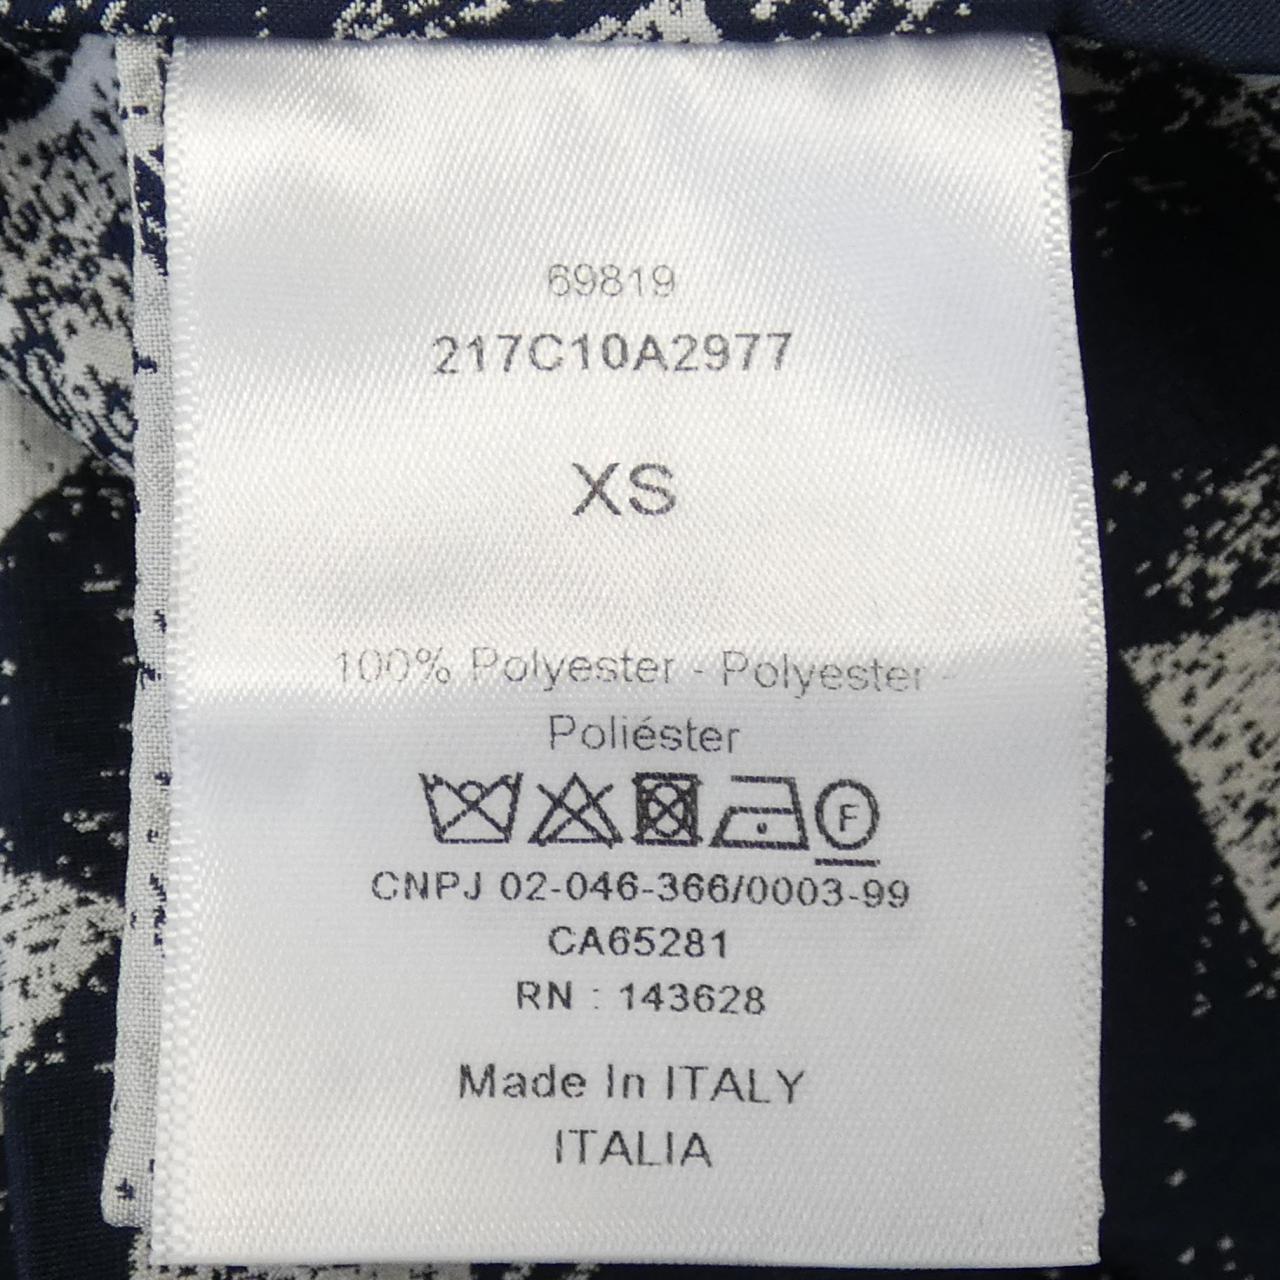 69819
217C10A2977
XS
100% Polyester - Polyester -
Poliéster
F
CNPJ 02-046-366/0003-99
CA65281
RN : 143628
Made In ITALY
ITALIA